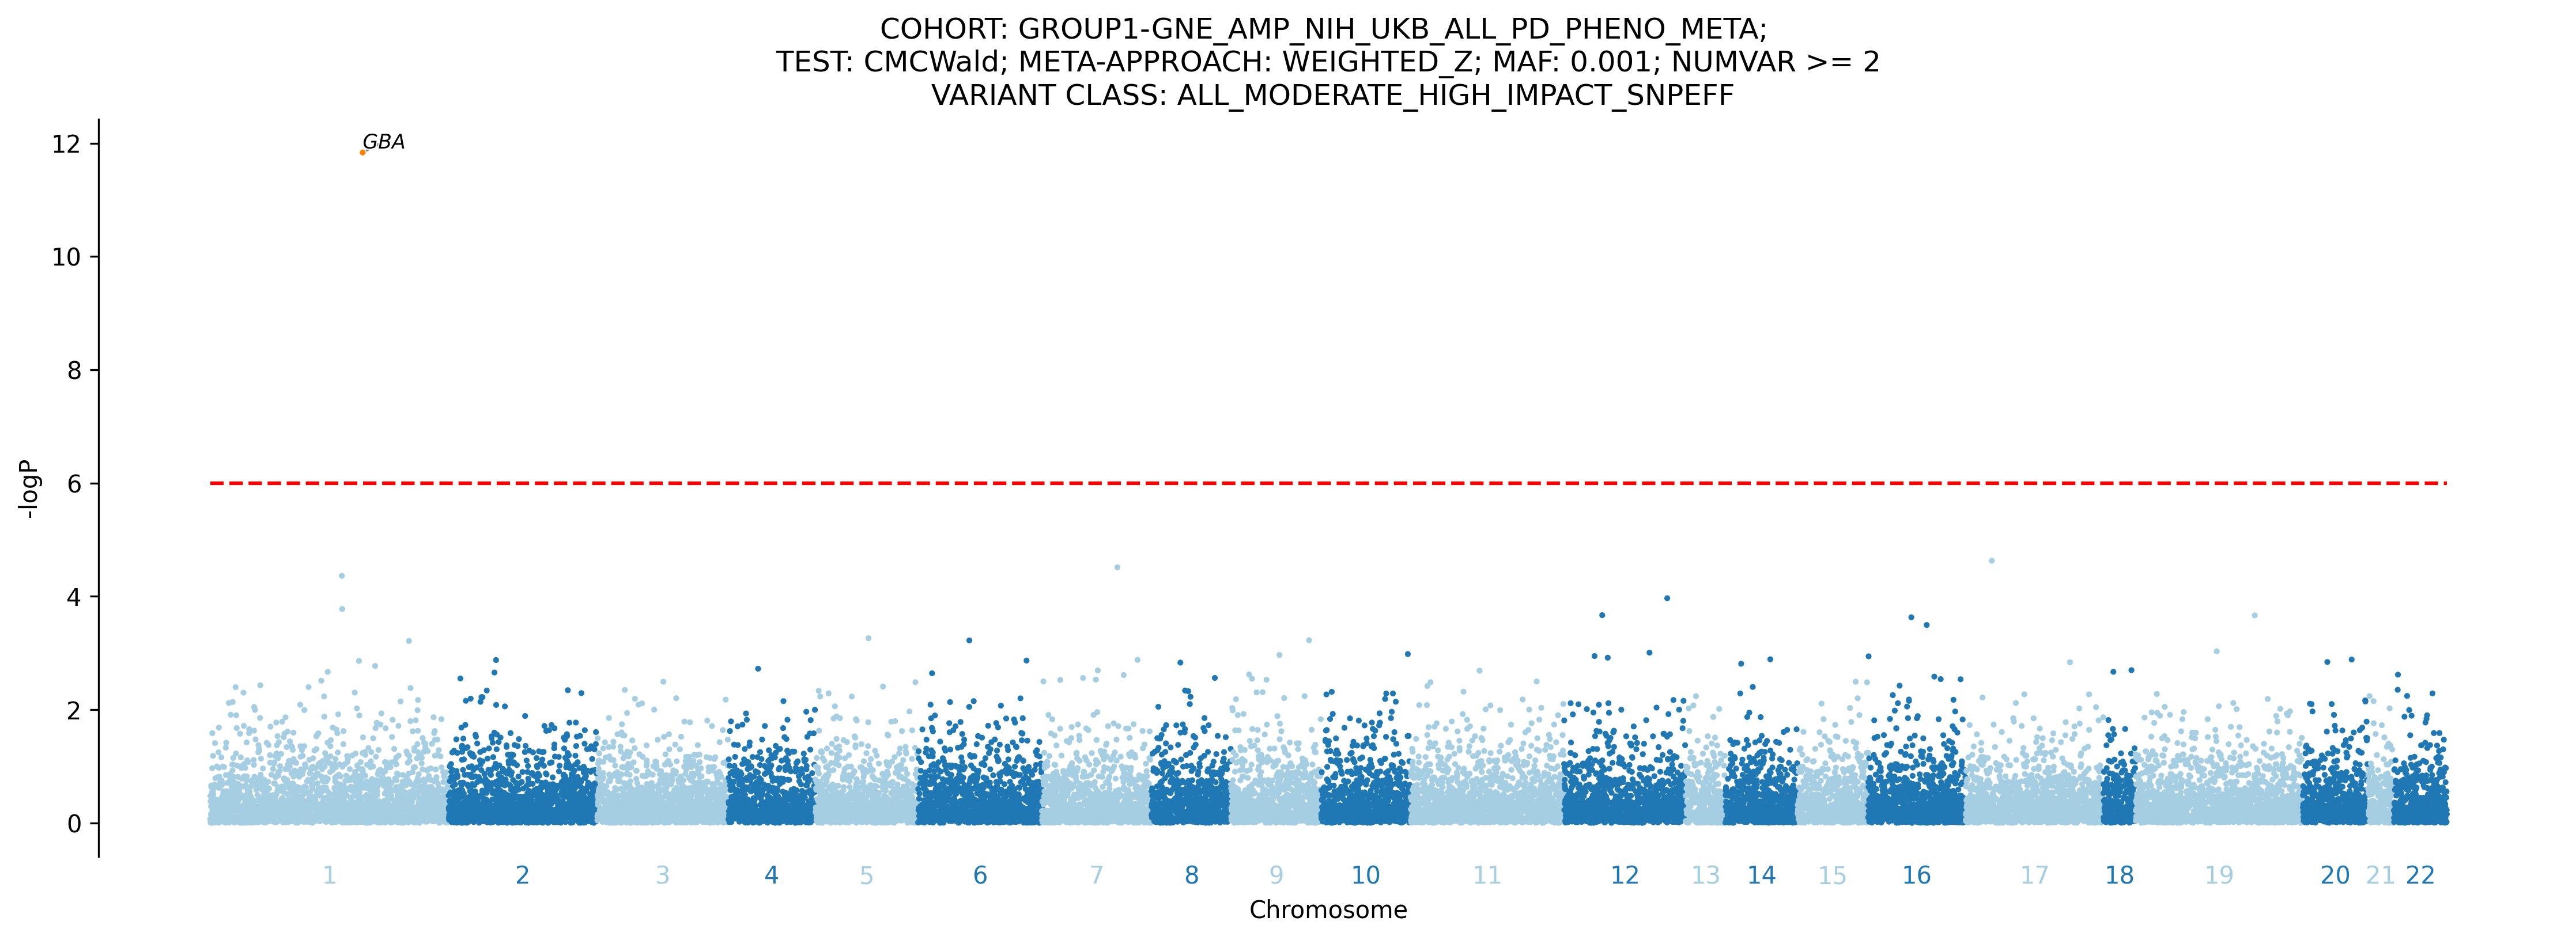 COHORT: GROUP1-GNE_AMP_NIH_UKB_ALL_PD_PHENO_META;
TEST: CMCWald; META-APPROACH: WEIGHTED_Z; MAF: 0.001; NUMVAR >= 2
VARIANT CLASS: ALL_MODERATE_HIGH_IMPACT_SNPEFF
GBA
12
10
8
6
4
2
0
-logP
1 2 3 4 5 6 7 8 9 10 11 12 13 14 15 16 17 18 19 20 21 22
Chromosome